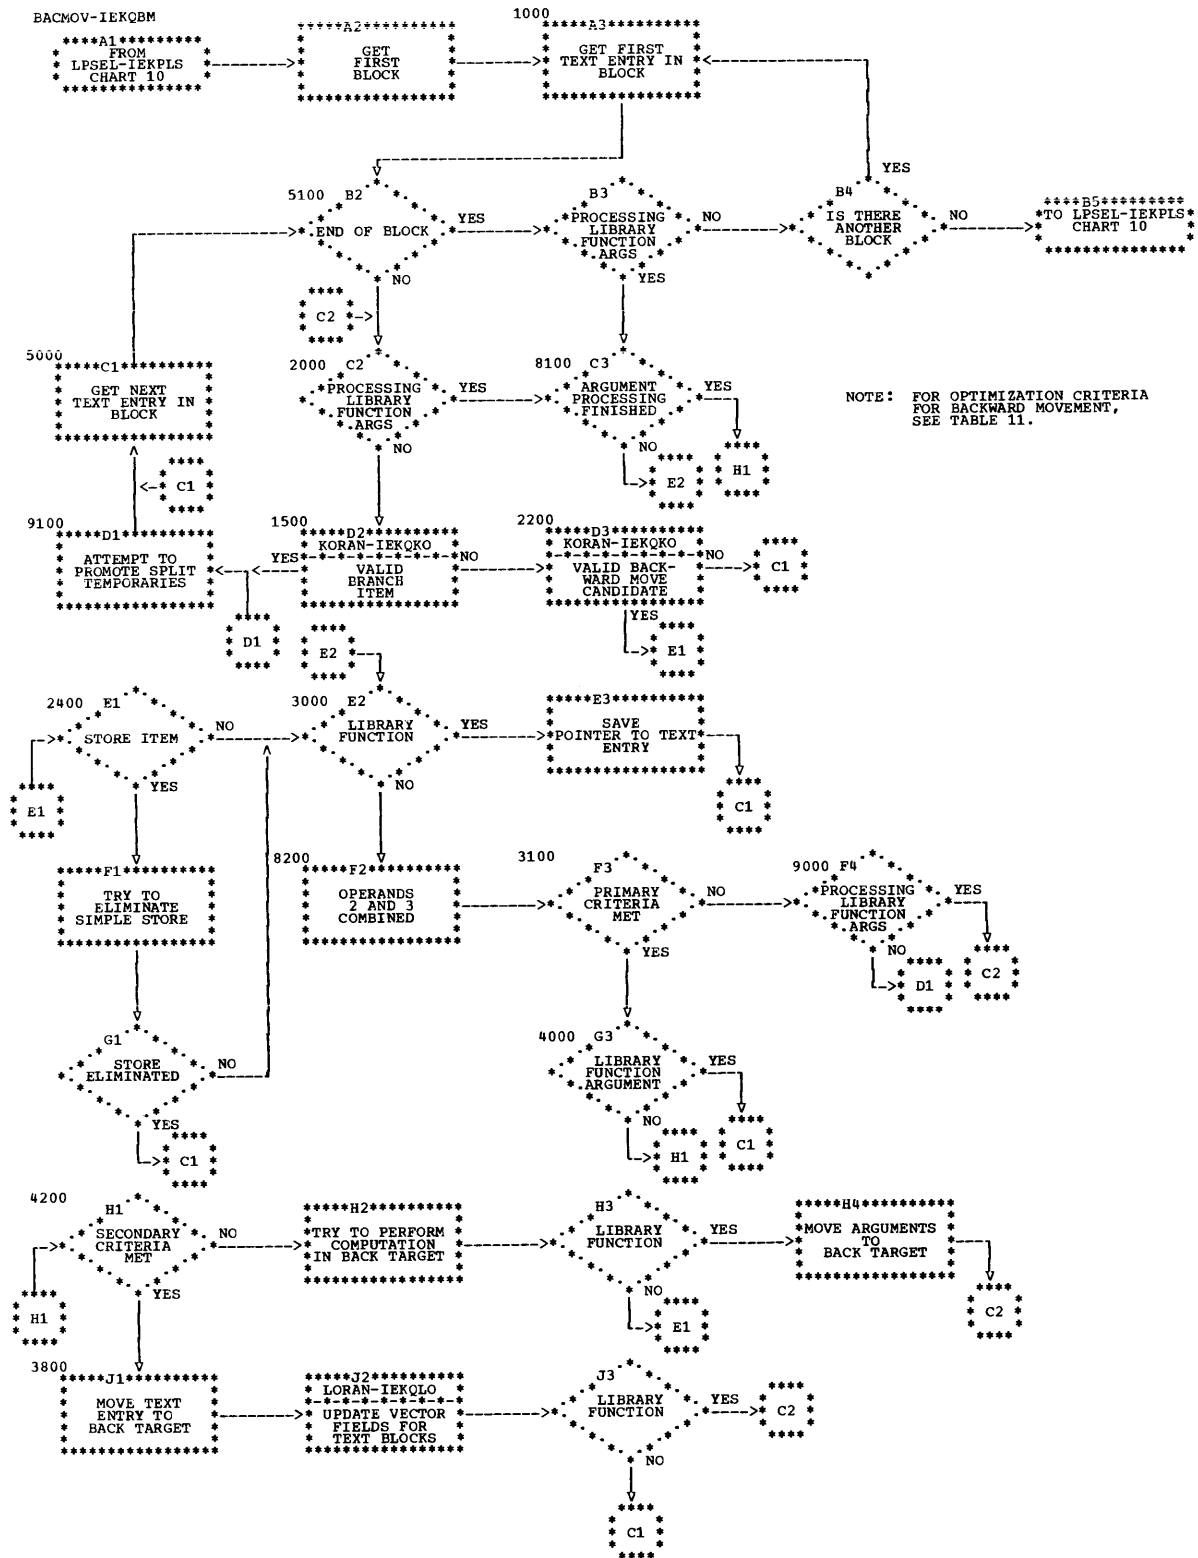 BACMOV-IEKQBM
1000
A1
FROM
LPSEL-IEKPLS
CHART 10
A2
GET
FIRST
BLOCK
A3
GET FIRST
TEXT ENTRY IN
BLOCK
YES
5100
B2
END OF BLOCK
YES
NO
B3
PROCESSING
LIBRARY
FUNCTION
ARGS
NO
YES
B4
IS THERE
ANOTHER
BLOCK
NO
B5
TO LPSEL-IEKPLS
CHART 10
C2
5000
C1
GET NEXT
TEXT ENTRY IN
BLOCK
2000
C2
PROCESSING
LIBRARY
FUNCTION
ARGS
YES
NO
8100
C3
ARGUMENT
PROCESSING
FINISHED
YES
NO
NOTE: FOR OPTIMIZATION CRITERIA
FOR BACKWARD MOVEMENT,
SEE TABLE 11.
C1
E2
H1
9100
D1
ATTEMPT TO
PROMOTE SPLIT
TEMPORARIES
1500
YES
D2
KORAN-IEKQKO
VALID
BRANCH
ITEM
NO
2200
D3
KORAN-IEKQKO
VALID BACK-
WARD MOVE
CANDIDATE
NO
C1
YES
D1
E2
E1
2400
E1
STORE ITEM
NO
YES
3000
E2
LIBRARY
FUNCTION
YES
NO
E3
SAVE
POINTER TO TEXT
ENTRY
E1
C1
F1
TRY TO
ELIMINATE
SIMPLE STORE
8200
F2
OPERANDS
2 AND 3
COMBINED
3100
F3
PRIMARY
CRITERIA
MET
NO
YES
9000
F4
PROCESSING
LIBRARY
FUNCTION
ARGS
YES
NO
D1
C2
G1
STORE
ELIMINATED
NO
YES
C1
4000
G3
LIBRARY
FUNCTION
ARGUMENT
YES
NO
H1
C1
4200
H1
SECONDARY
CRITERIA
MET
NO
YES
H2
TRY TO PERFORM
COMPUTATION
IN BACK TARGET
H3
LIBRARY
FUNCTION
YES
NO
H4
MOVE ARGUMENTS
TO
BACK TARGET
H1
E1
C2
3800
J1
MOVE TEXT
ENTRY TO
BACK TARGET
J2
LORAN-IEKQLO
UPDATE VECTOR
FIELDS FOR
TEXT BLOCKS
J3
LIBRARY
FUNCTION
YES
C2
NO
C1